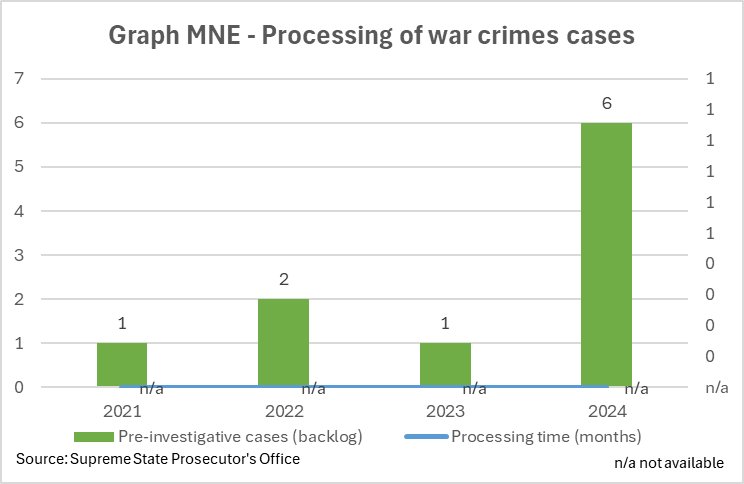 Graph MNE - Processing of war crimes cases
7
6
5
4
3
2
1
0
1
1
1
1
1
1
0
0
0
0
n/a
1
2
1
6
n/a
n/a
n/a
n/a
2021 2022 2023 2024
Pre-investigative cases (backlog) Processing time (months)
Source: Supreme State Prosecutor's Office
n/a not available